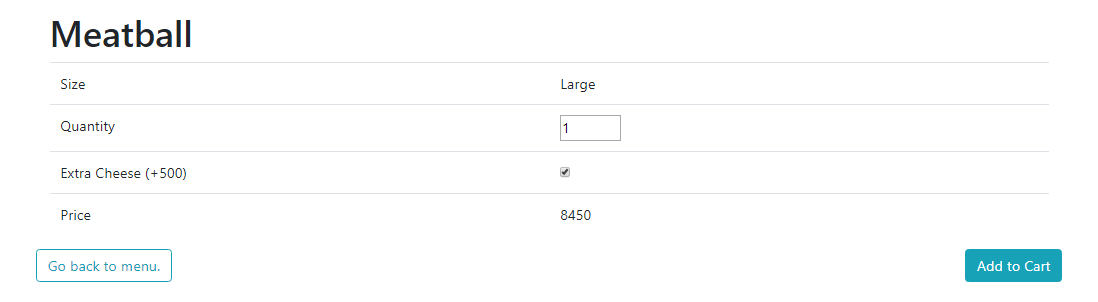 Meatball
Size Large
Quantity 1
Extra Cheese (+500)
Price 8450
Go back to menu. Add to Cart